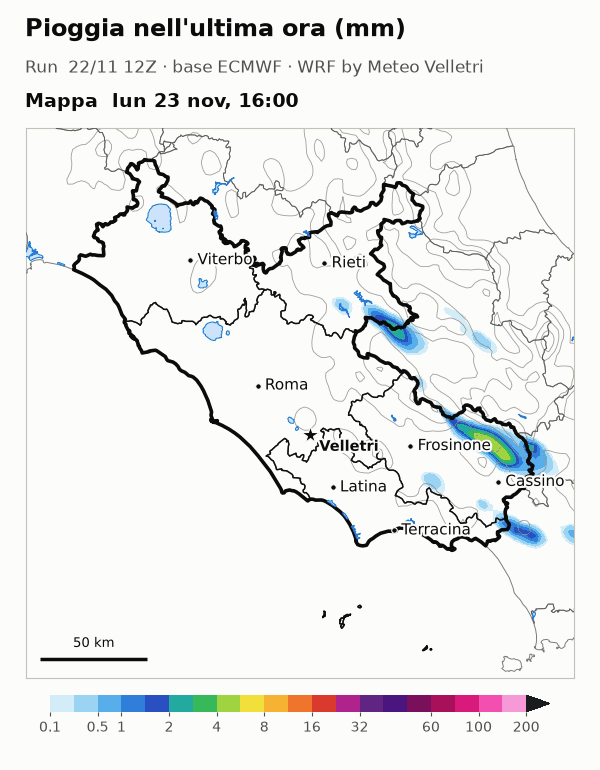 Pioggia nell'ultima ora (mm)
Run  22/11 12Z · base ECMWF · WRF by Meteo Velletri
Mappa  lun 23 nov, 16:00
Viterbo
Rieti
Roma
Velletri
Frosinone
Latina
Cassino
Terracina
50 km
0.1 0.5 1 2 4 8 16 32 60 100 200